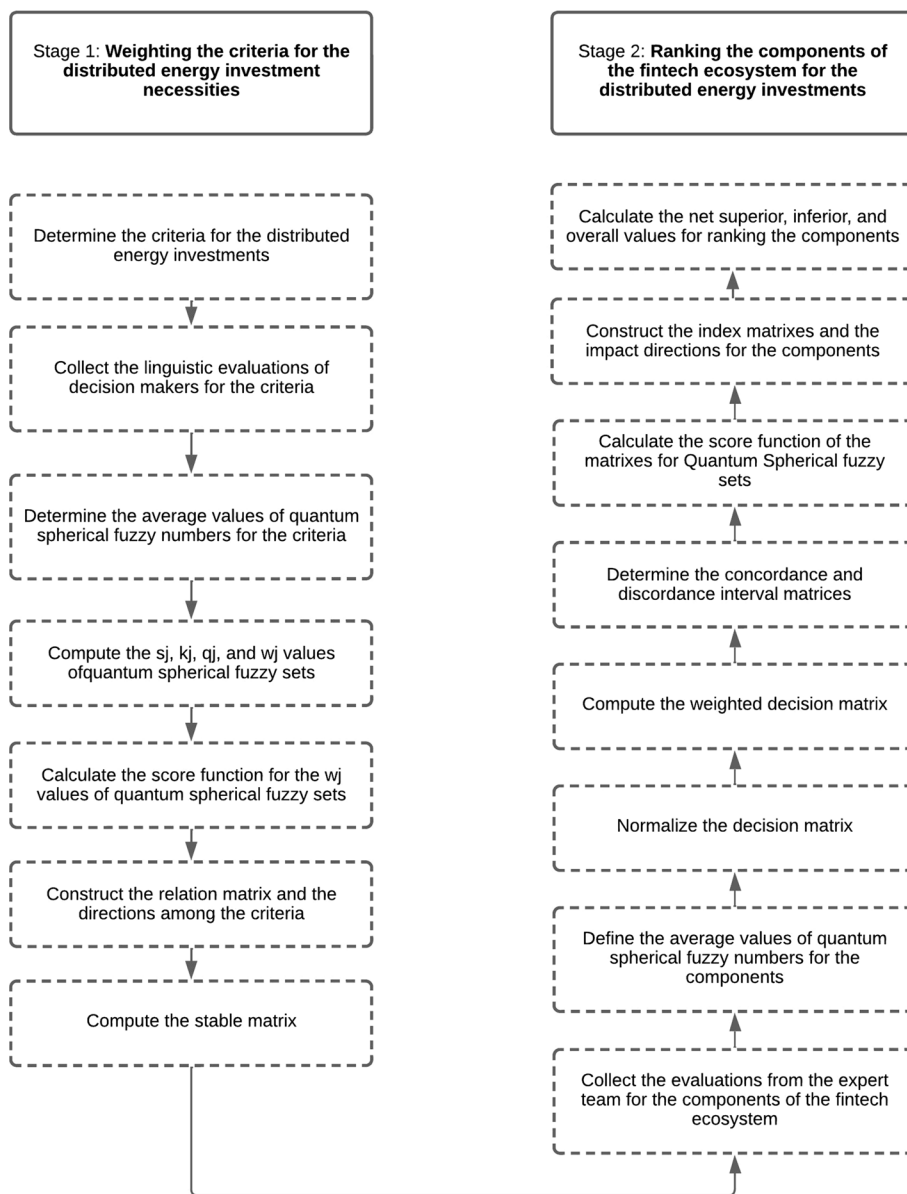 Stage 1: Weighting the criteria for the
distributed energy investment
necessities
Determine the criteria for the distributed
energy investments
Collect the linguistic evaluations of
decision makers for the criteria
Determine the average values of quantum
spherical fuzzy numbers for the criteria
Compute the sj, kj, qj, and wj values
ofquantum spherical fuzzy sets
Calculate the score function for the wj
values of quantum spherical fuzzy sets
Construct the relation matrix and the
directions among the criteria
Compute the stable matrix
Stage 2: Ranking the components of
the fintech ecosystem for the
distributed energy investments
Calculate the net superior, inferior, and
overall values for ranking the components
Construct the index matrixes and the
impact directions for the components
Calculate the score function of the
matrixes for Quantum Spherical fuzzy
sets
Determine the concordance and
discordance interval matrices
Compute the weighted decision matrix
Normalize the decision matrix
Define the average values of quantum
spherical fuzzy numbers for the
components
Collect the evaluations from the expert
team for the components of the fintech
ecosystem